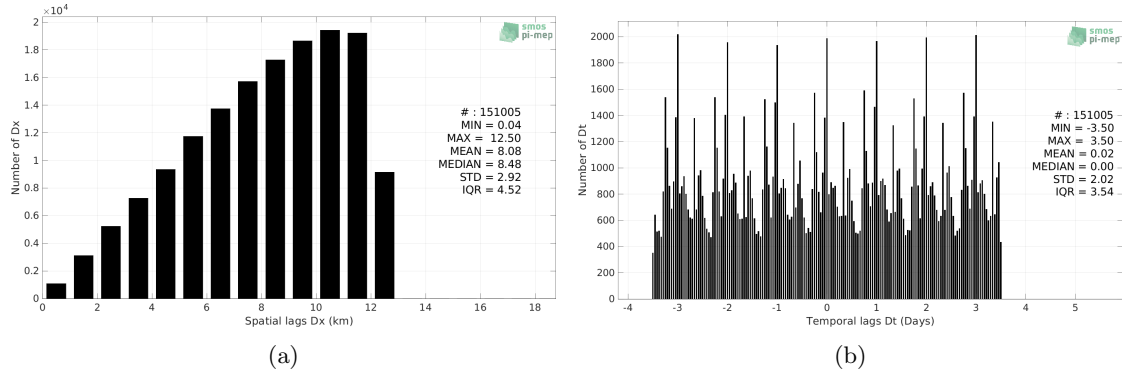 ×10⁴
2
1.8
1.6
1.4
1.2
1
0.8
0.6
0.4
0.2
0
Number of Dx
smos
pi-mep
# : 151005
MIN = 0.04
MAX = 12.50
MEAN = 8.08
MEDIAN = 8.48
STD = 2.92
IQR = 4.52
0 2 4 6 8 10 12 14 16 18
Spatial lags Dx (km)
(a)
2000
1800
1600
1400
1200
1000
800
600
400
200
0
Number of Dt
smos
pi-mep
# : 151005
MIN = -3.50
MAX = 3.50
MEAN = 0.02
MEDIAN = 0.00
STD = 2.02
IQR = 3.54
-4 -3 -2 -1 0 1 2 3 4 5 6
Temporal lags Dt (Days)
(b)